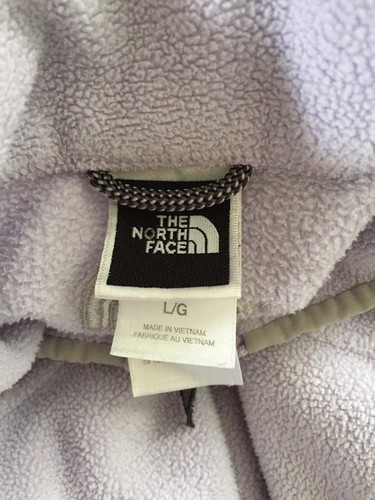 THE
NORTH
FACE
L/G
MADE IN VIETNAM
FABRIQUÉ AU VIETNAM